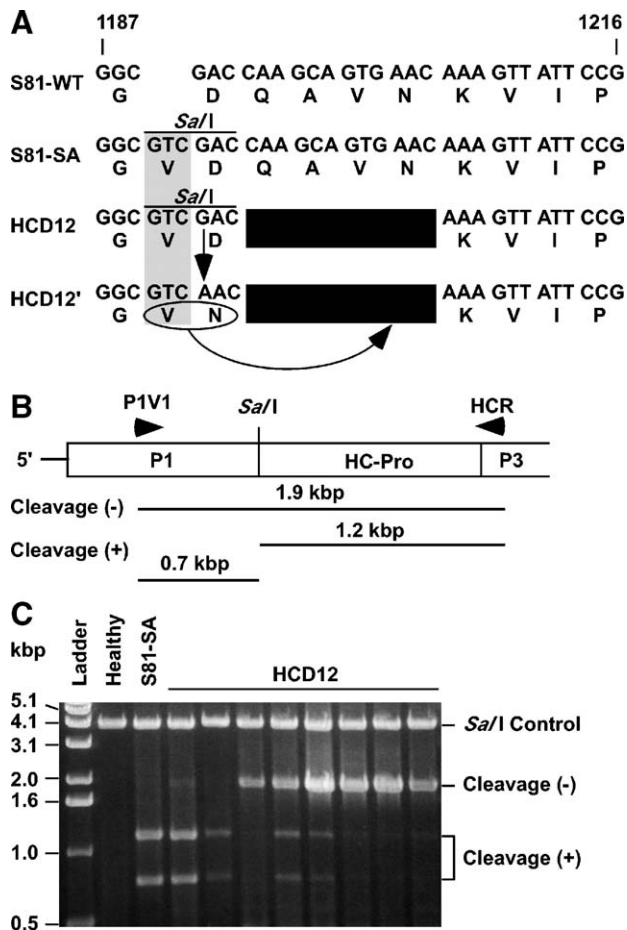 A
1187 1216
S81-WT GGC GAC CAA GCA GTG AAC AAA GTT ATT CCG
G D Q A V N K V I P
SalI
S81-SA GGC GTC GAC CAA GCA GTG AAC AAA GTT ATT CCG
G V D Q A V N K V I P
SalI
HCD12 GGC GTC GAC AAA GTT ATT CCG
G V D K V I P
HCD12' GGC GTC AAC AAA GTT ATT CCG
G V N K V I P
B
P1V1 SalI HCR
5' P1 HC-Pro P3
Cleavage (-) 1.9 kbp
Cleavage (+) 1.2 kbp
0.7 kbp
C
kbp Ladder Healthy S81-SA HCD12
5.1
4.1 SalI Control
3.1
2.0 Cleavage (-)
1.6
1.0 Cleavage (+)
0.5